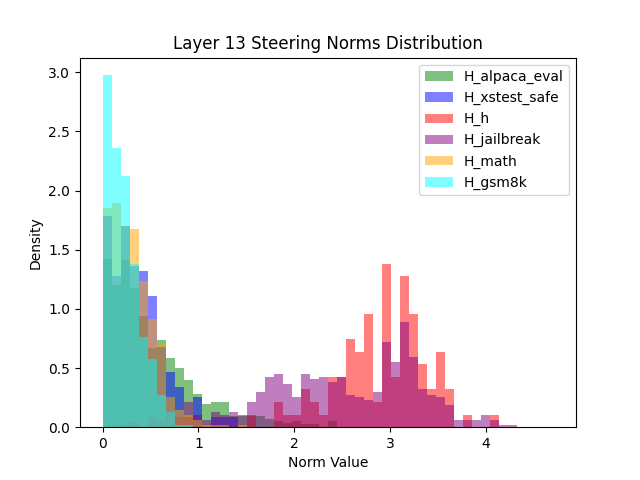 Layer 13 Steering Norms Distribution
H_alpaca_eval
H_xstest_safe
H_h
H_jailbreak
H_math
H_gsm8k
Density
3.0
2.5
2.0
1.5
1.0
0.5
0.0
0 1 2 3 4
Norm Value